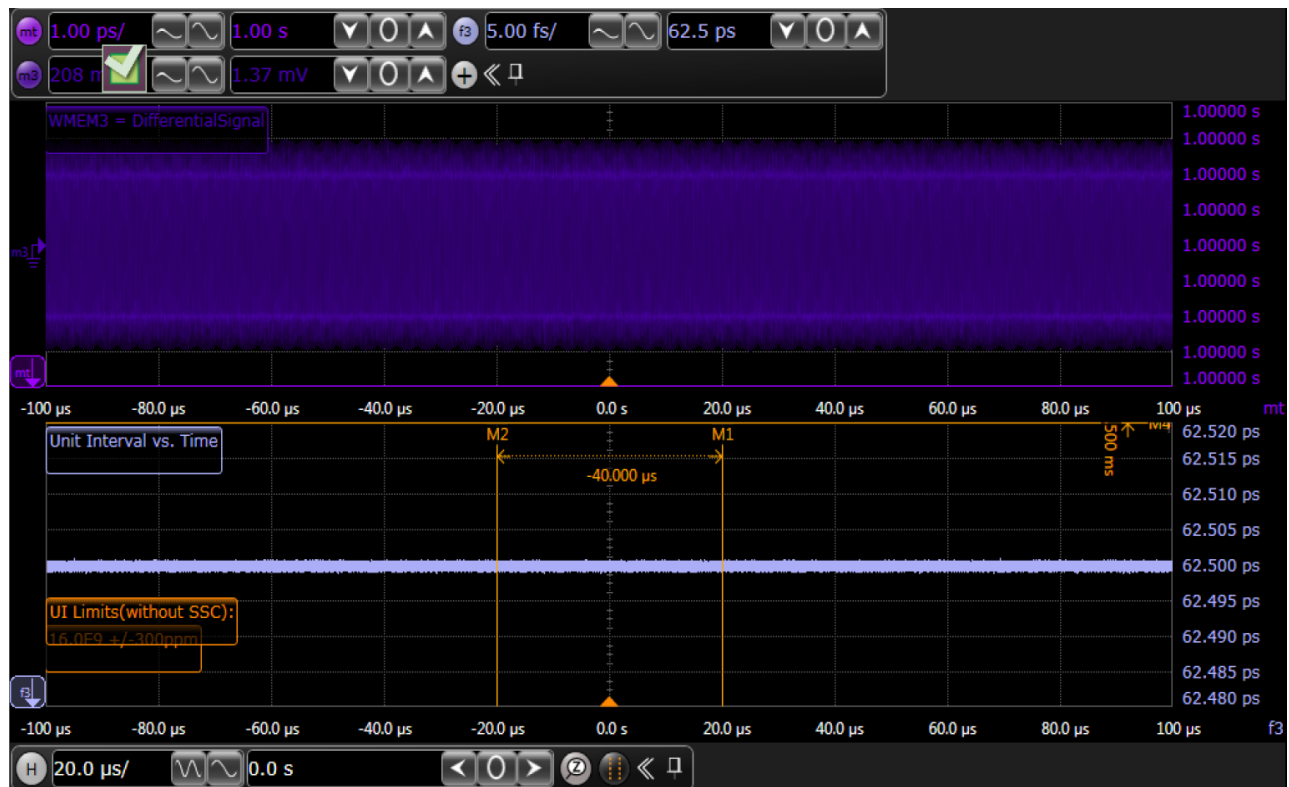 mt 1.00 ps/ 1.00 s f3 5.00 fs/ 62.5 ps
m3 208 1.37 mV
WMEM3 = DifferentialSignal
1.00000 s
1.00000 s
1.00000 s
1.00000 s
m3 1.00000 s
1.00000 s
1.00000 s
1.00000 s
mt 1.00000 s
-100 µs -80.0 µs -60.0 µs -40.0 µs -20.0 µs 0.0 s 20.0 µs 40.0 µs 60.0 µs 80.0 µs 100 µs mt
Unit Interval vs. Time M2 M1 500 ms M4 62.520 ps
62.515 ps
-40.000 µs
62.510 ps
62.505 ps
62.500 ps
62.495 ps
UI Limits(without SSC):
16.0E9 +/-300ppm 62.490 ps
62.485 ps
f3 62.480 ps
-100 µs -80.0 µs -60.0 µs -40.0 µs -20.0 µs 0.0 s 20.0 µs 40.0 µs 60.0 µs 80.0 µs 100 µs f3
H 20.0 µs/ 0.0 s Z